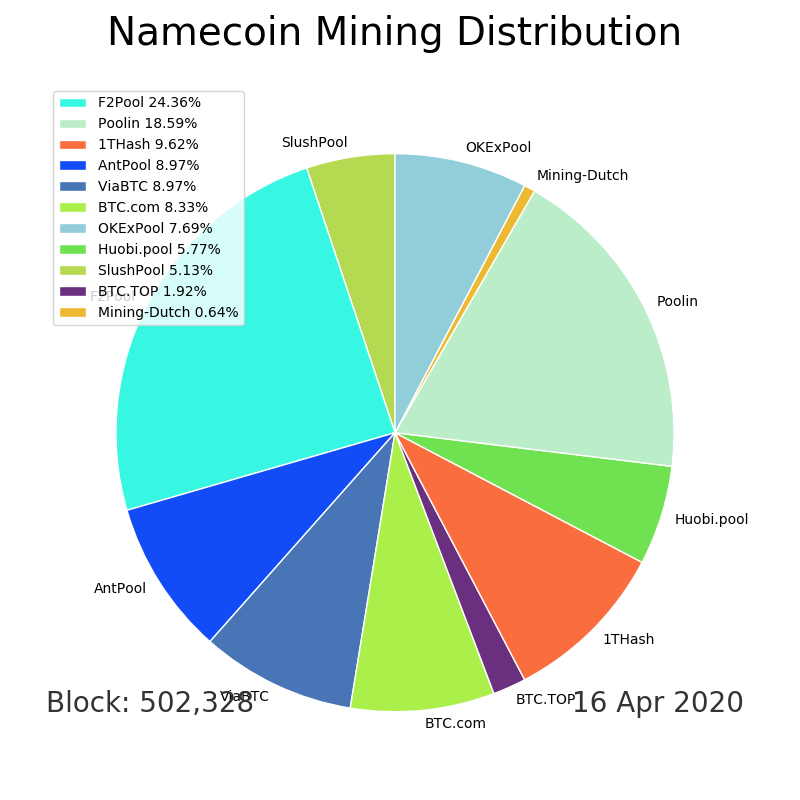 Namecoin Mining Distribution
F2Pool 24.36%
Poolin 18.59%
1THash 9.62%
AntPool 8.97%
ViaBTC 8.97%
BTC.com 8.33%
OKExPool 7.69%
Huobi.pool 5.77%
SlushPool 5.13%
BTC.TOP 1.92%
Mining-Dutch 0.64%
SlushPool
OKExPool
Mining-Dutch
F2Pool
Poolin
Huobi.pool
AntPool
1THash
ViaBTC
BTC.TOP
BTC.com
Block: 502,328
16 Apr 2020